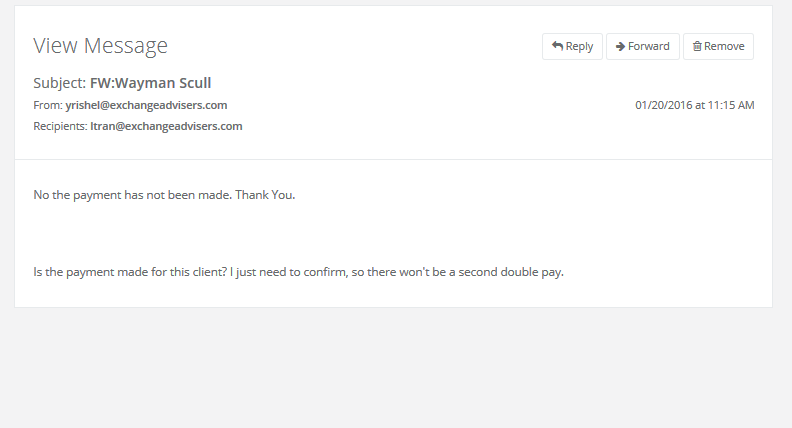 View Message
Reply Forward Remove
Subject: FW:Wayman Scull
From: yrishel@exchangeadvisers.com 01/20/2016 at 11:15 AM
Recipients: ltran@exchangeadvisers.com
No the payment has not been made. Thank You.
Is the payment made for this client? I just need to confirm, so there won't be a second double pay.